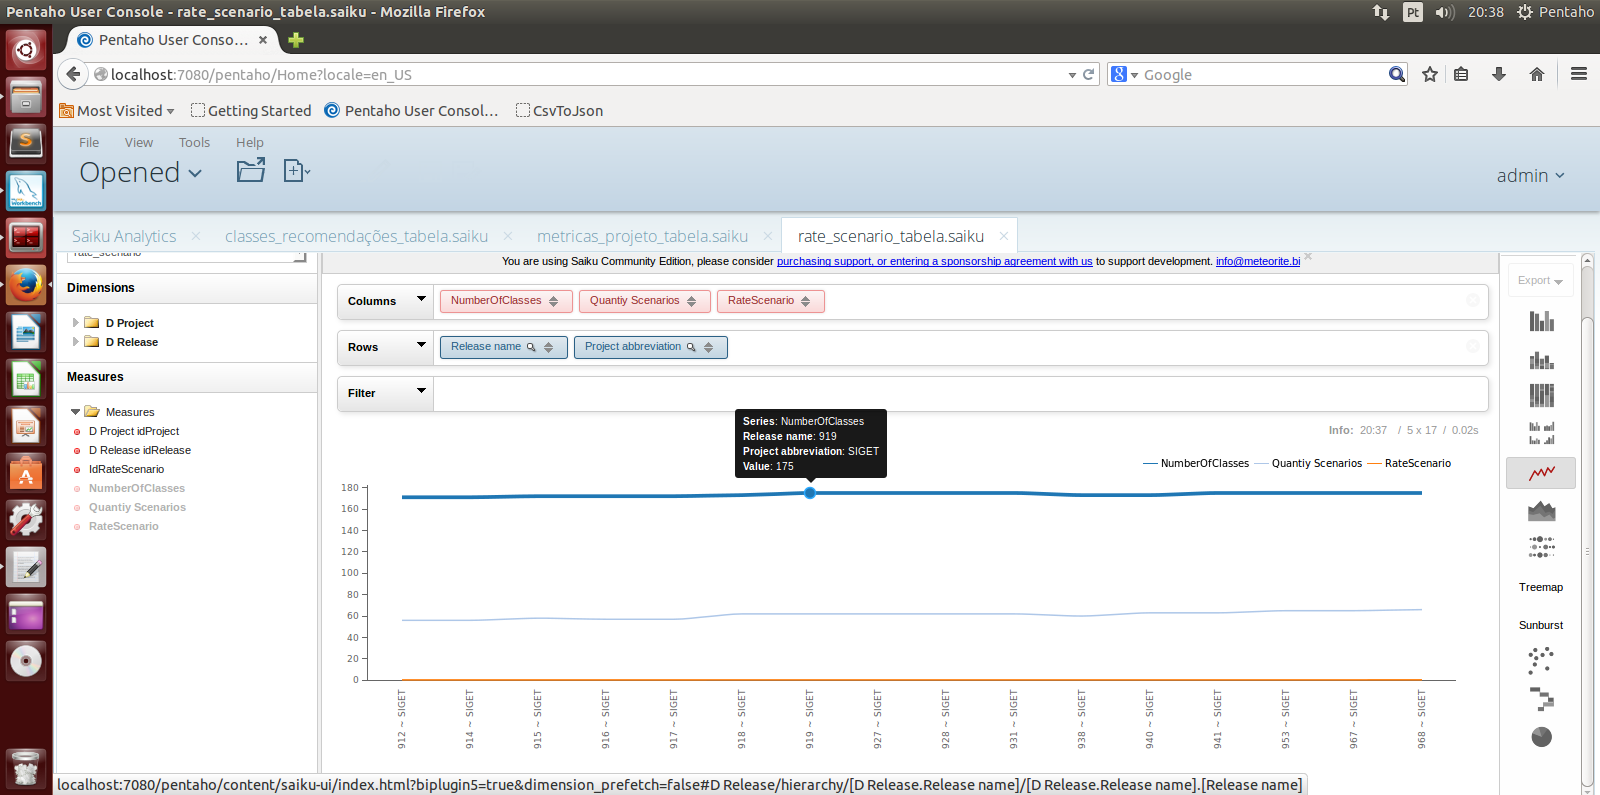 Pentaho User Console - rate_scenario_tabela.saiku - Mozilla Firefox
Pt
20:38
Pentaho
Pentaho User Conso...
localhost:7080/pentaho/Home?locale=en_US
Google
Most Visited
Getting Started
Pentaho User Consol...
CsvToJson
File View Tools Help
Opened
admin
Saiku Analytics
classes_recomendações_tabela.saiku
metricas_projeto_tabela.saiku
rate_scenario_tabela.saiku
rate_scenario
You are using Saiku Community Edition, please consider purchasing support, or entering a sponsorship agreement with us to support development. info@meteorite.bi
Dimensions
D Project
D Release
Measures
Measures
D Project idProject
D Release idRelease
IdRateScenario
NumberOfClasses
Quantiy Scenarios
RateScenario
Columns
NumberOfClasses
Quantiy Scenarios
RateScenario
Rows
Release name
Project abbreviation
Filter
Info: 20:37 / 5 x 17 / 0.02s
Series: NumberOfClasses
Release name: 919
Project abbreviation: SIGET
Value: 175
NumberOfClasses
Quantiy Scenarios
RateScenario
180
160
140
120
100
80
60
40
20
0
912 ~ SIGET
914 ~ SIGET
915 ~ SIGET
916 ~ SIGET
917 ~ SIGET
918 ~ SIGET
919 ~ SIGET
927 ~ SIGET
928 ~ SIGET
931 ~ SIGET
938 ~ SIGET
940 ~ SIGET
941 ~ SIGET
953 ~ SIGET
967 ~ SIGET
968 ~ SIGET
Export
Treemap
Sunburst
localhost:7080/pentaho/content/saiku-ui/index.html?biplugin5=true&dimension_prefetch=false#D Release/hierarchy/[D Release.Release name]/[D Release.Release name].[Release name]